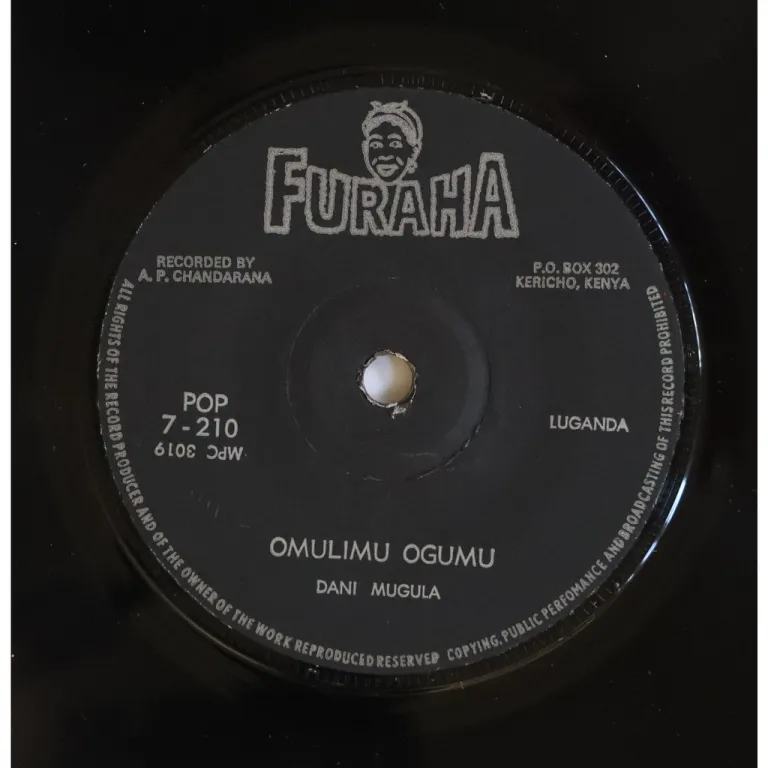 FURAHA
RECORDED BY
A. P. CHANDARANA
P.O. BOX 302
KERICHO, KENYA
POP
7 - 210
MPC 3019
LUGANDA
OMULIMU OGUMU
DANI MUGULA
ALL RIGHTS OF THE RECORD PRODUCER AND OF THE OWNER OF THE WORK REPRODUCED RESERVED COPYING, PUBLIC PERFOMANCE AND BROADCASTING OF THIS RECORD PROHIBITED